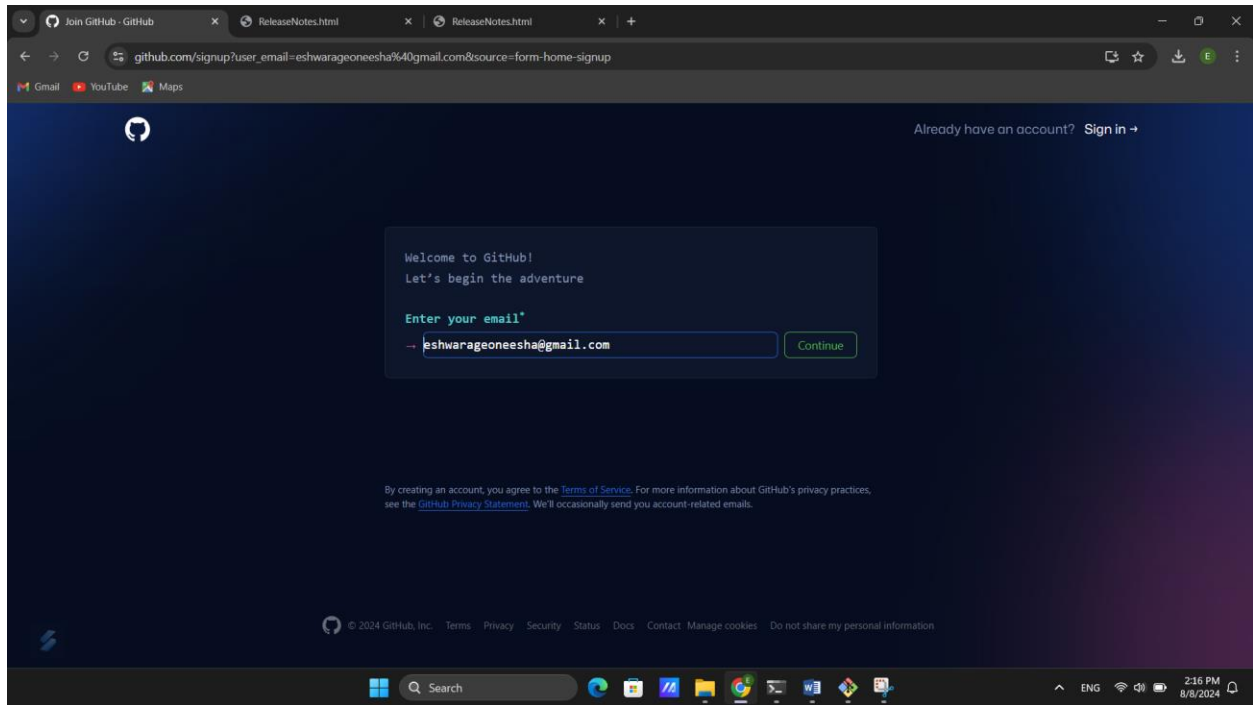 Join GitHub · GitHub
ReleaseNotes.html
ReleaseNotes.html
github.com/signup?user_email=eshwarageoneesha%40gmail.com&source=form-home-signup
E
Gmail YouTube Maps
Already have an account? Sign in →
Welcome to GitHub!
Let's begin the adventure
Enter your email*
→ eshwarageoneesha@gmail.com Continue
By creating an account, you agree to the Terms of Service. For more information about GitHub's privacy practices,
see the GitHub Privacy Statement. We'll occasionally send you account-related emails.
© 2024 GitHub, Inc. Terms Privacy Security Status Docs Contact Manage cookies Do not share my personal information
Search
ENG
2:16 PM
8/8/2024